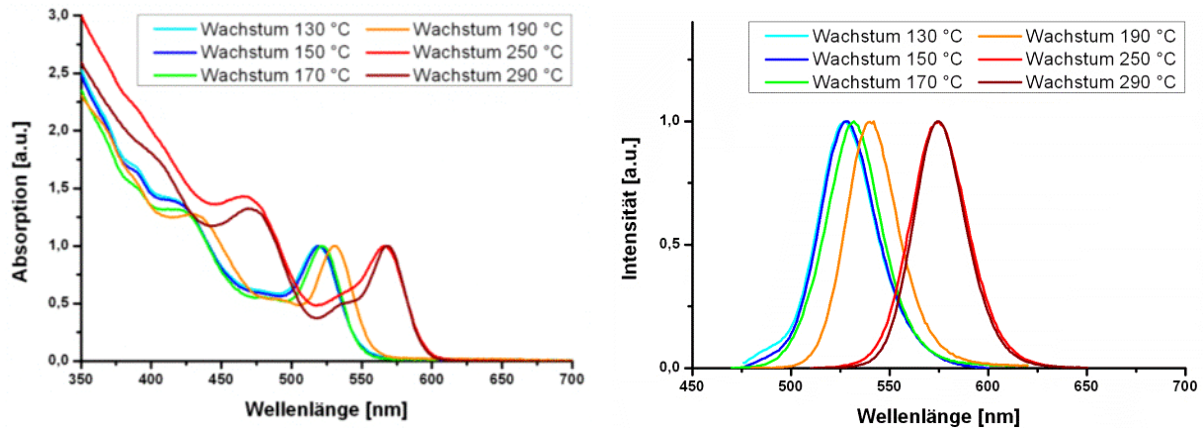 3,0
Wachstum 130 °C Wachstum 190 °C
Wachstum 150 °C Wachstum 250 °C
Wachstum 170 °C Wachstum 290 °C
2,5
2,0
1,5
1,0
0,5
0,0
Absorption [a.u.]
350 400 450 500 550 600 650 700
Wellenlänge [nm]
Wachstum 130 °C Wachstum 190 °C
Wachstum 150 °C Wachstum 250 °C
Wachstum 170 °C Wachstum 290 °C
1,0
0,5
0,0
Intensität [a.u.]
450 500 550 600 650 700
Wellenlänge [nm]